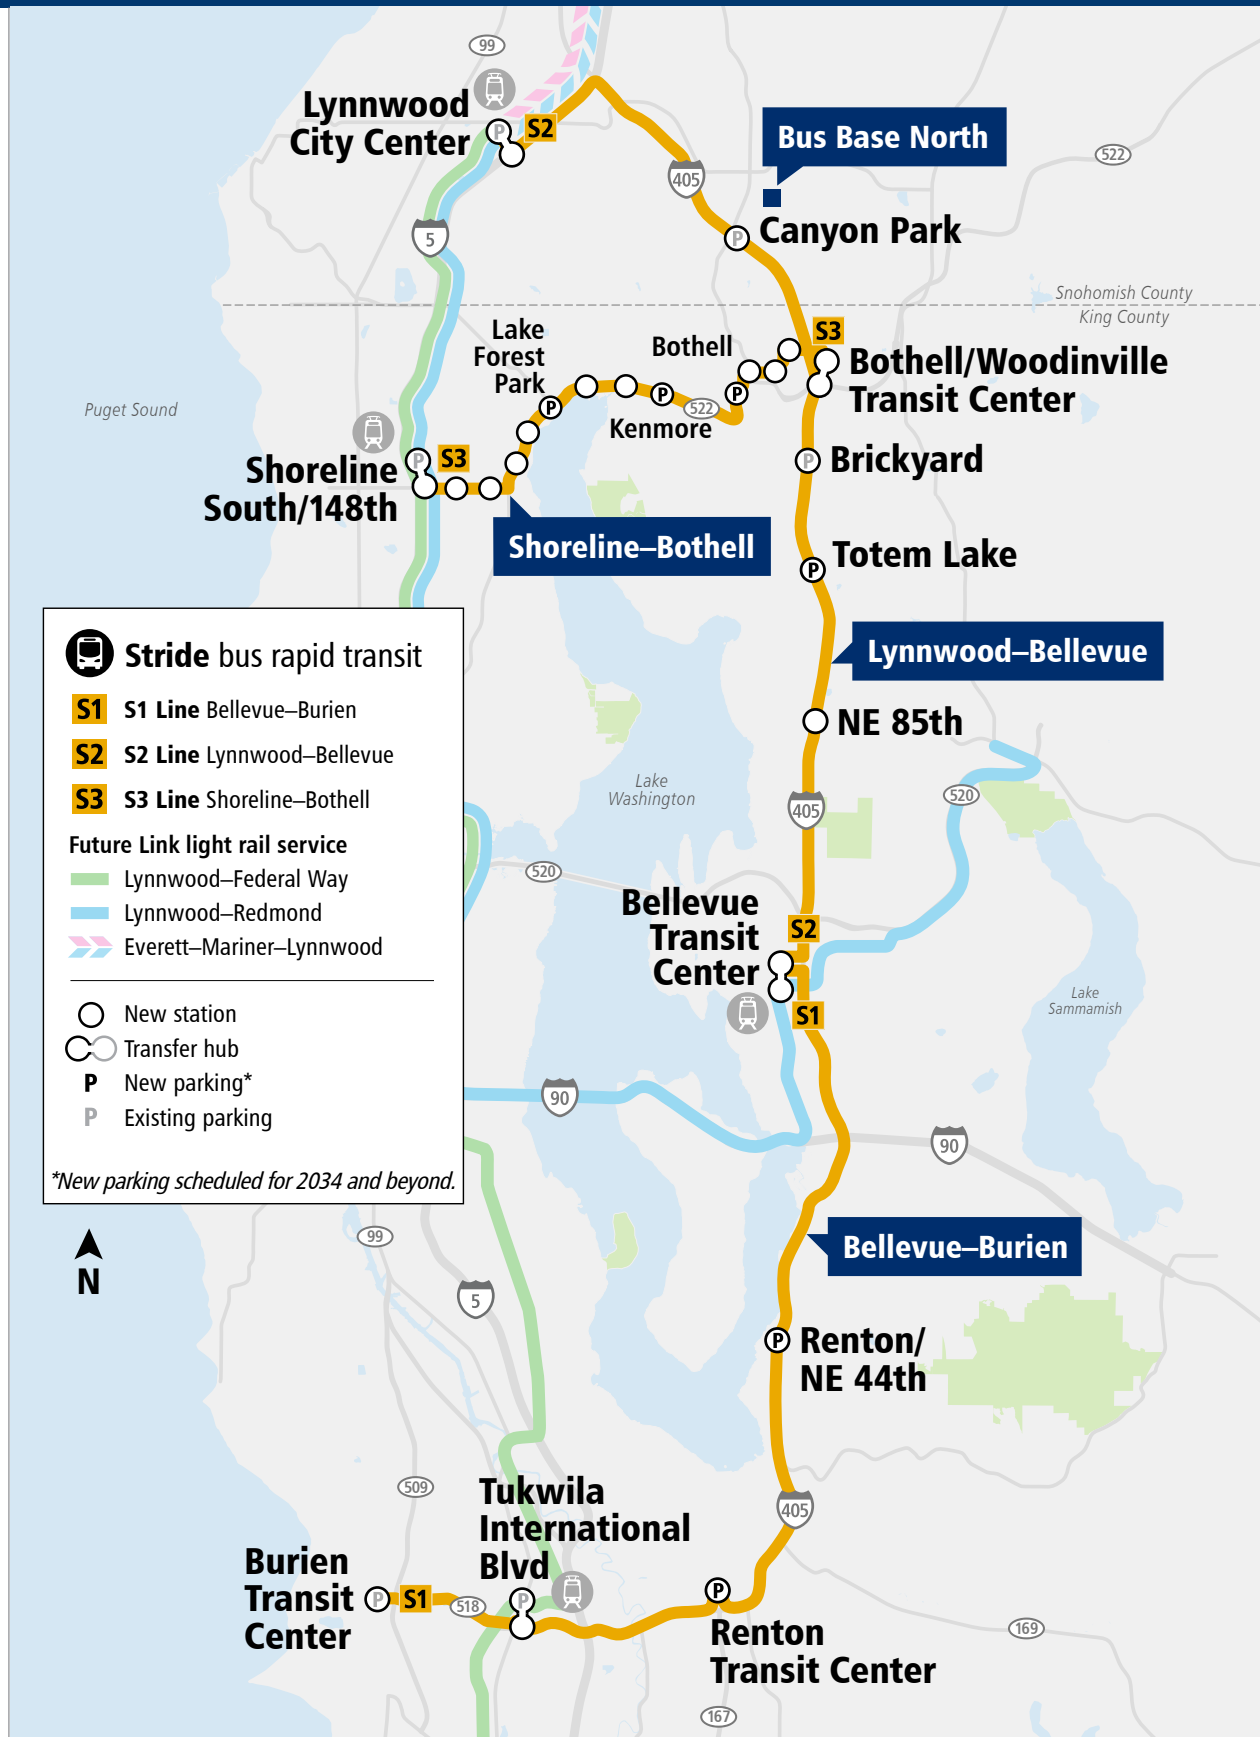 99
Lynnwood
City Center
P
S2
Bus Base North
522
405
5
P
Canyon Park
Snohomish County
King County
Lake
Forest
Park
Bothell
S3
Bothell/Woodinville
Transit Center
P
P
P
522
Kenmore
Puget Sound
P
S3
Shoreline
South/148th
P
Brickyard
Shoreline–Bothell
Totem Lake
P
Stride bus rapid transit
S1 S1 Line Bellevue–Burien
S2 S2 Line Lynnwood–Bellevue
S3 S3 Line Shoreline–Bothell
Future Link light rail service
Lynnwood–Federal Way
Lynnwood–Redmond
Everett–Mariner–Lynnwood
New station
Transfer hub
P New parking*
P Existing parking
*New parking scheduled for 2034 and beyond.
Lynnwood–Bellevue
NE 85th
Lake
Washington
520
405
520
Bellevue
Transit
Center
S2
S1
Lake
Sammamish
90
90
N
99
5
Bellevue–Burien
P
Renton/
NE 44th
509
405
Tukwila
International
Blvd
Burien
Transit
Center
P
S1
518
P
P
Renton
Transit Center
169
167